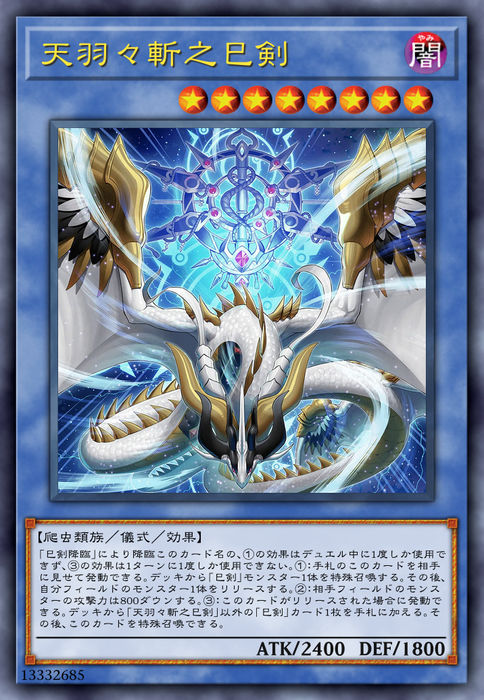 天羽々斬之巳剣
やみ
闇
【爬虫類族／儀式／効果】
「巳剣降臨」により降臨このカード名の、①の効果はデュエル中に1度しか使用で
きず、③の効果は1ターンに1度しか使用できない。①：手札のこのカードを相手
に見せて発動できる。デッキから「巳剣」モンスター1体を特殊召喚する。その後、
自分フィールドのモンスター1体をリリースする。②：相手フィールドのモンス
ターの攻撃力は800ダウンする。③：このカードがリリースされた場合に発動で
きる。デッキから「天羽々斬之巳剣」以外の「巳剣」カード1枚を手札に加える。そ
の後、このカードを特殊召喚できる。
ATK/2400 DEF/1800
13332685